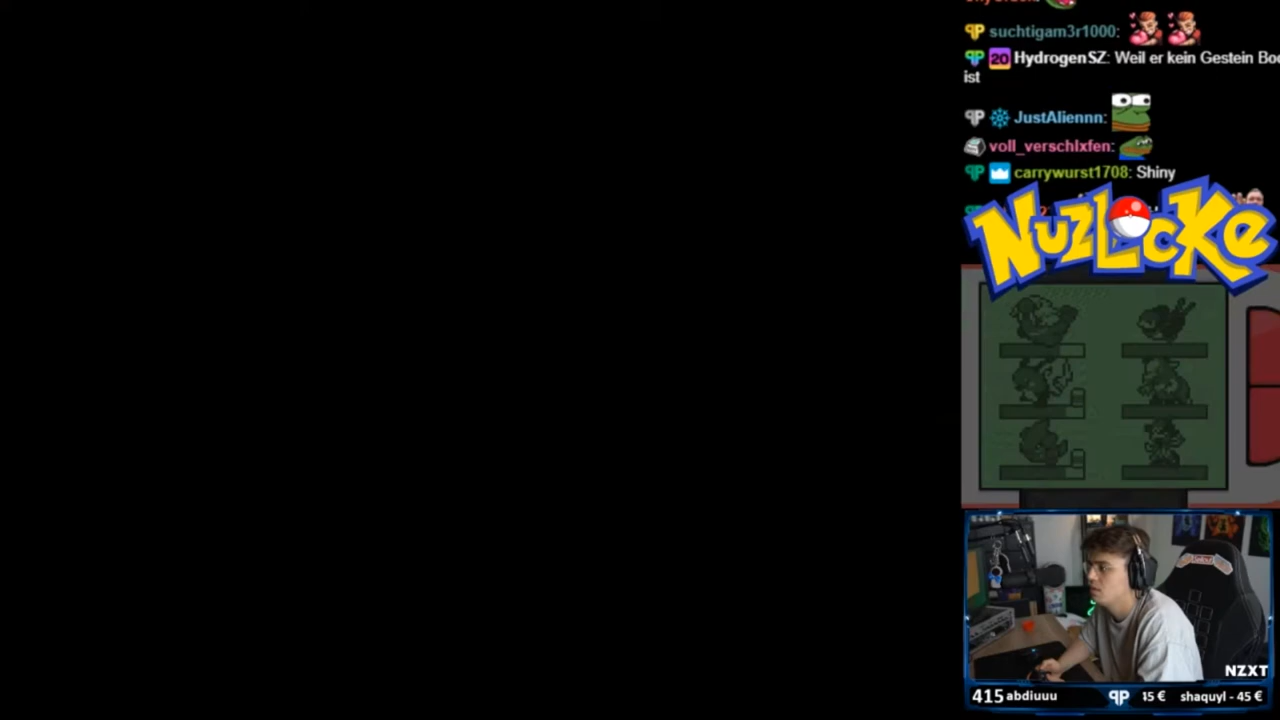 suchtigam3r1000:
20 HydrogenSZ: Weil er kein Gestein Bo
ist
JustAliennn:
voll_verschlxfen:
carrywurst1708: Shiny
NUZLOCKE
NZXT
415 abdiuuu 15 € shaquyl - 45 €